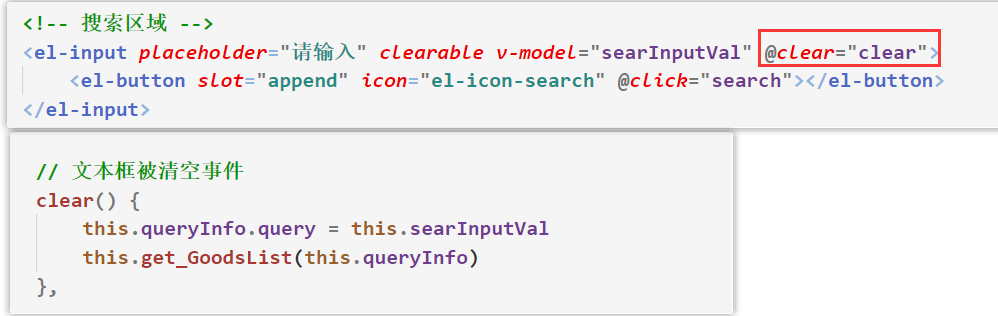 <!-- 搜索区域 -->
<el-input placeholder="请输入" clearable v-model="searInputVal" @clear="clear">
<el-button slot="append" icon="el-icon-search" @click="search"></el-button>
</el-input>
// 文本框被清空事件
clear() {
this.queryInfo.query = this.searInputVal
this.get_GoodsList(this.queryInfo)
},